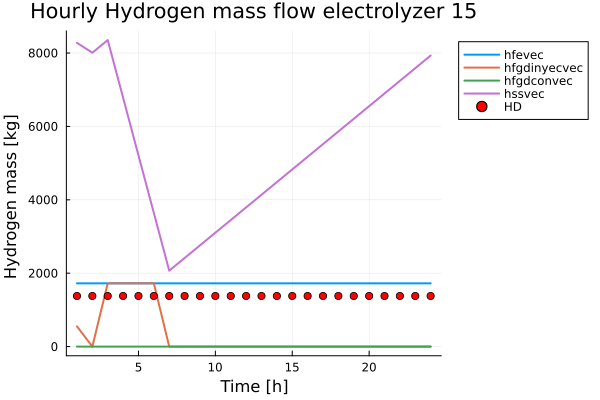 Hourly Hydrogen mass flow electrolyzer 15
Hydrogen mass [kg]
8000
6000
4000
2000
0
5
10
15
20
Time [h]
hfevec
hfgdinyecvec
hfgdconvec
hssvec
HD